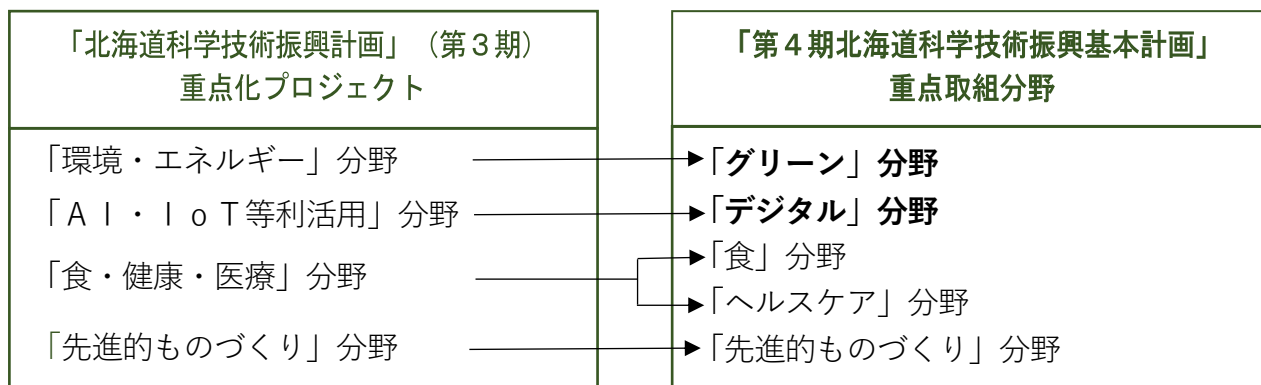 「北海道科学技術振興計画」（第３期）
重点化プロジェクト
「環境・エネルギー」分野
「ＡＩ・ＩｏＴ等利活用」分野
「食・健康・医療」分野
「先進的ものづくり」分野
「第４期北海道科学技術振興基本計画」
重点取組分野
「グリーン」分野
「デジタル」分野
「食」分野
「ヘルスケア」分野
「先進的ものづくり」分野